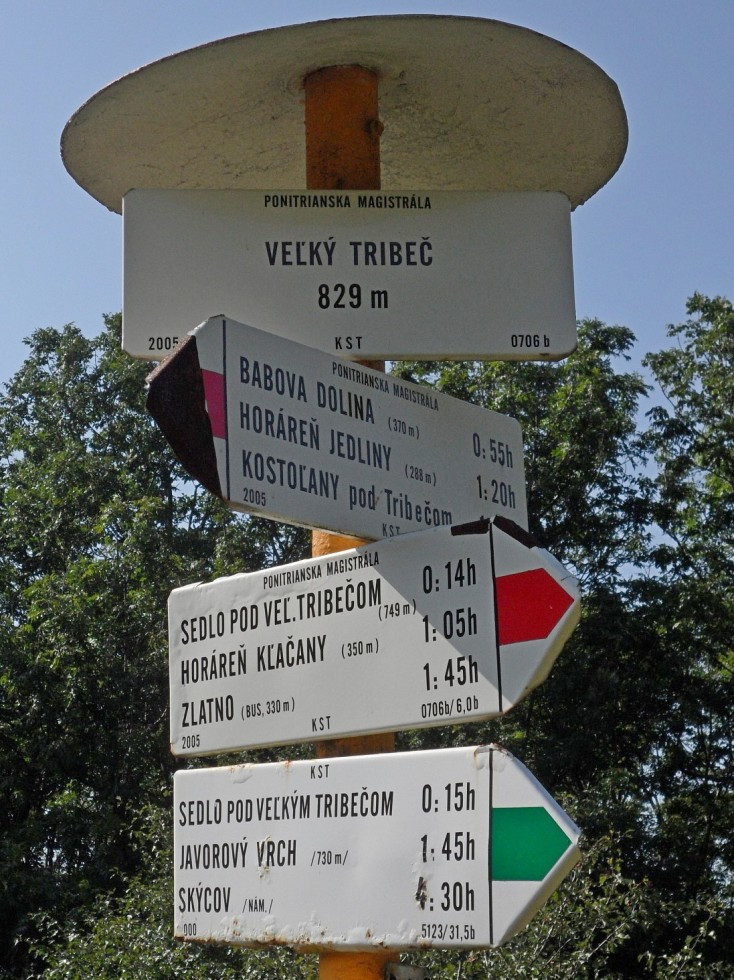 PONITRIANSKA MAGISTRÁLA
VEĽKÝ TRIBEČ
829 m
2005 KST 0706 b
PONITRIANSKA MAGISTRÁLA
BABOVA DOLINA (370 m) 0:55h
HORÁREŇ JEDLINY (288 m) 1:20h
KOSTOĽANY pod Tribečom
2005 KST
PONITRIANSKA MAGISTRÁLA
SEDLO POD VEĽ.TRIBEČOM (749 m) 0:14h
HORÁREŇ KĽAČANY (350 m) 1:05h
ZLATNO (BUS, 330 m) 1:45h
2005 KST 0706b/6,0b
KST
SEDLO POD VEĽKÝM TRIBEČOM 0:15h
JAVOROVÝ VRCH /730 m/ 1:45h
SKÝCOV /NÁM./ 4:30h
000 5123/31,5b